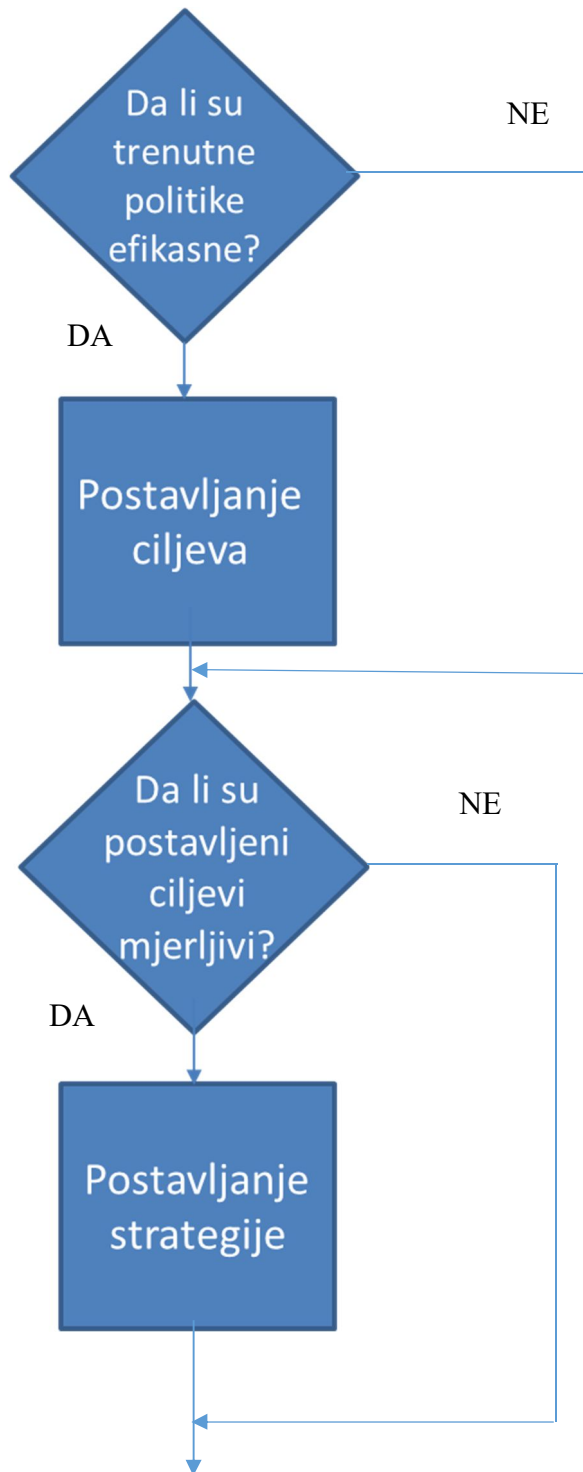 Da li su
trenutne
politike
efikasne?
NE
DA
Postavljanje
ciljeva
Da li su
postavljeni
ciljevi
mjerljivi?
NE
DA
Postavljanje
strategije